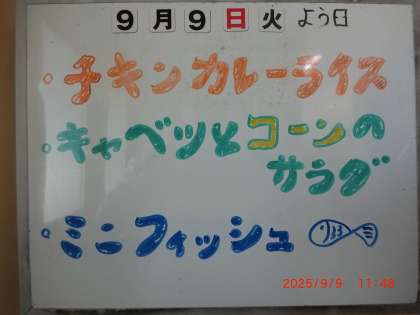 9月9日火よう日
・チキンカレーライス
・キャベツとコーンの
サラダ
・ミニフィッシュ
2025/9/9 11:48